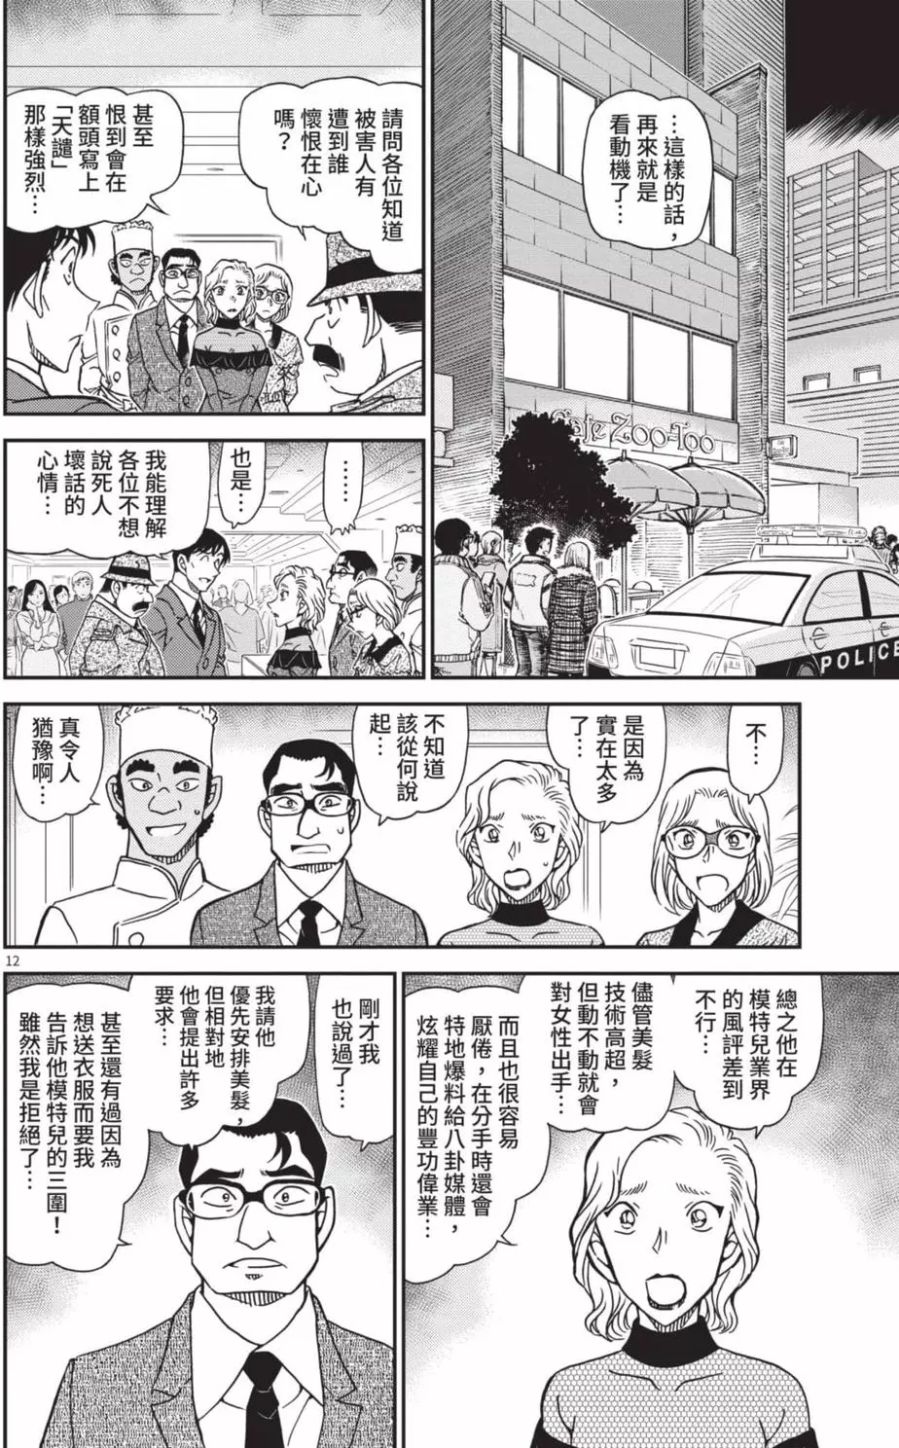 …這樣的話，
再來就是
看動機了…
Cafe Zoo-Too
POLICE
請問各位知道
被害人有
遭到誰
懷恨在心
嗎？
甚至
恨到會在
額頭寫上
「天譴」
那樣強烈…
……
也是…
我能理解
各位不想
說死人
壞話的
心情…
不…
是因為
實在太多
了…
不知道
該從何說
起…
真令人
猶豫啊…
12
總之他在
模特兒業界
的風評差到
不行…
儘管美髮
技術高超，
但動不動就會
對女性出手…
而且也很容易
厭倦，在分手時還會
特地爆料給八卦媒體，
炫耀自己的豐功偉業…
剛才我
也說過了…
我請他
優先安排美髮，
但相對地
他會提出許多
要求…
甚至還有過因為
想送衣服而要我
告訴他模特兒的三圍！
雖然我是拒絕了…